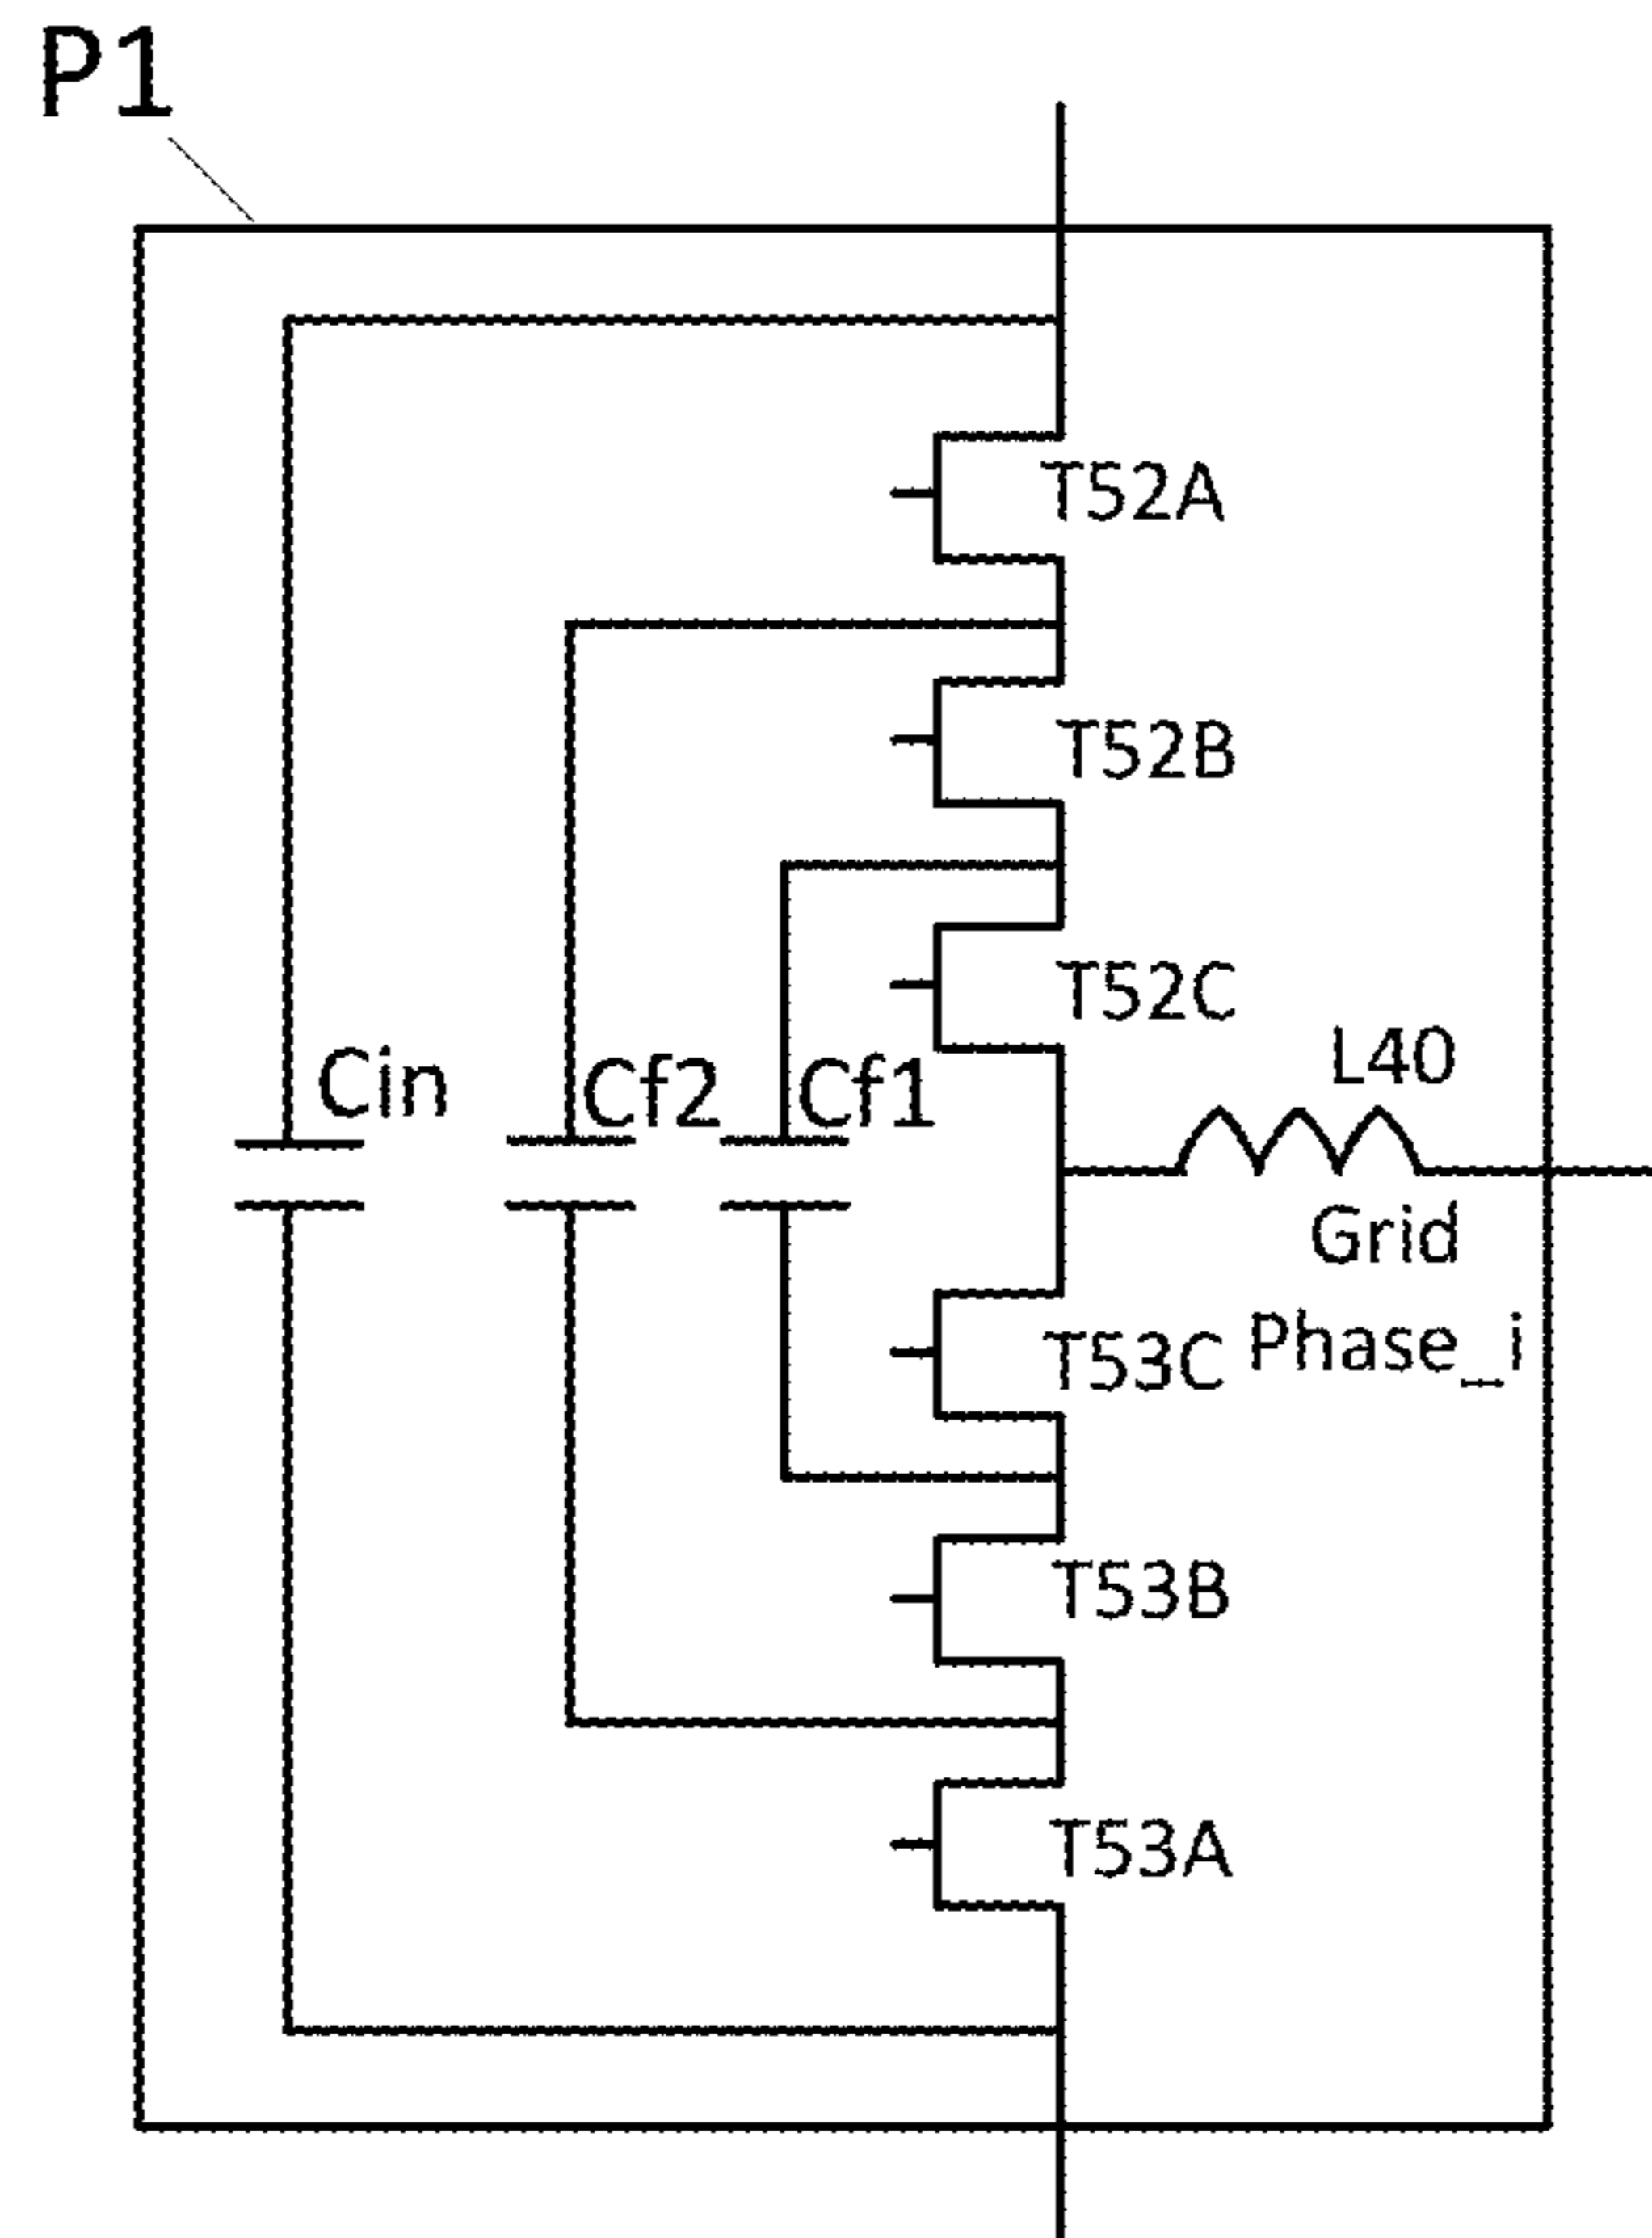 P1
T52A
T52B
T52C
L40
Cin
Cf2
Cf1
Grid
Phase_i
T53C
T53B
T53A